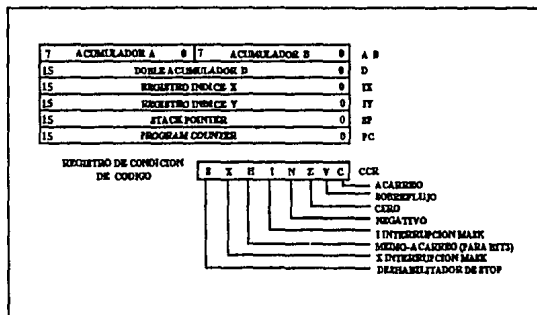 7 ACUMULADOR A 0 7 ACUMULADOR B 0 A B
15 DOBLE ACUMULADOR D 0 D
15 REGISTRO INDICE X 0 IX
15 REGISTRO INDICE Y 0 IY
15 STACK POINTER 0 SP
15 PROGRAM COUNTER 0 PC
REGISTRO DE CONDICION
DE CODIGO
S X H I N Z V C CCR
ACARREO
SOBREFLUJO
CERO
NEGATIVO
I INTERRUPCION MASK
MEDIO-ACARREO (PARA BIT3)
X INTERRUPCION MASK
DESHABILITADOR DE STOP